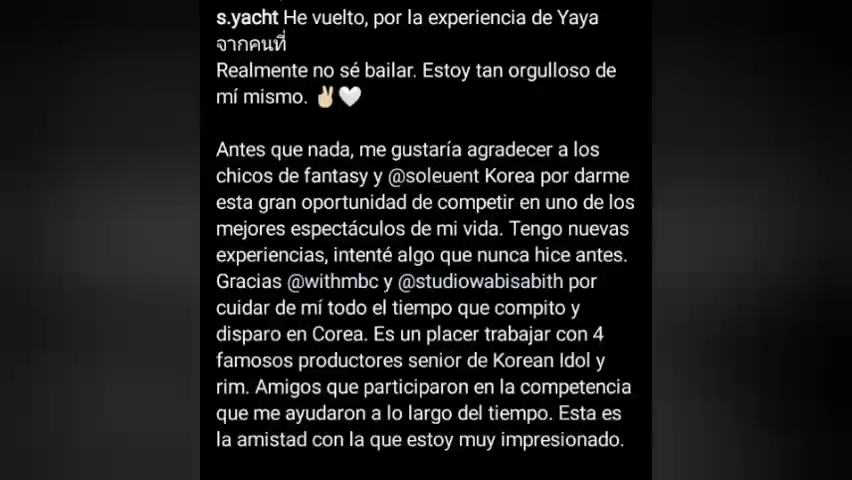 s.yacht He vuelto, por la experiencia de Yaya
จากคนที่
Realmente no sé bailar. Estoy tan orgulloso de
mí mismo. ✌🏻🤍
Antes que nada, me gustaría agradecer a los
chicos de fantasy y @soleuent Korea por darme
esta gran oportunidad de competir en uno de los
mejores espectáculos de mi vida. Tengo nuevas
experiencias, intenté algo que nunca hice antes.
Gracias @withmbc y @studiowabisabith por
cuidar de mí todo el tiempo que compito y
disparo en Corea. Es un placer trabajar con 4
famosos productores senior de Korean Idol y
rim. Amigos que participaron en la competencia
que me ayudaron a lo largo del tiempo. Esta es
la amistad con la que estoy muy impresionado.